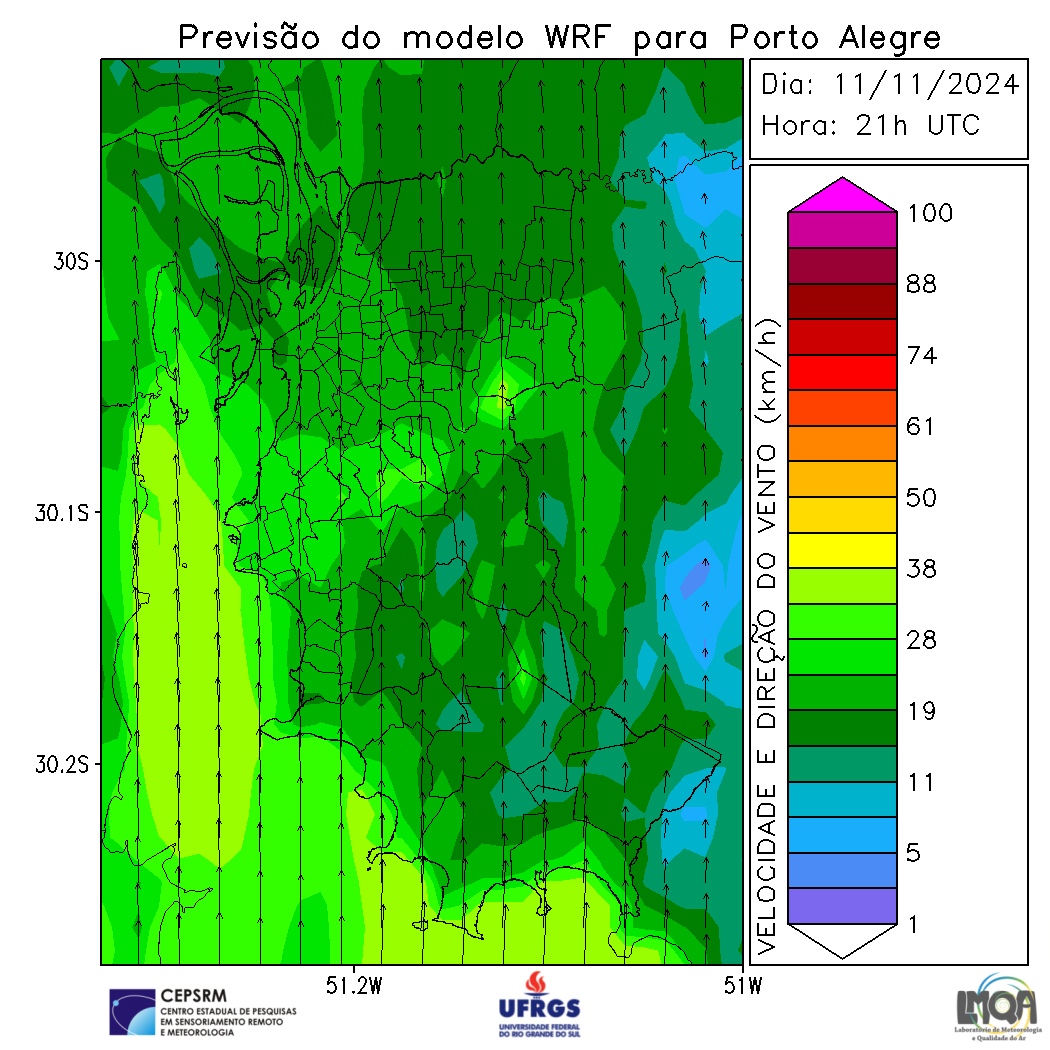 Previsão do modelo WRF para Porto Alegre
Dia: 11/11/2024
Hora: 21h UTC
30S
30.1S
30.2S
51.2W
51W
VELOCIDADE E DIREÇÃO DO VENTO (km/h)
100
88
74
61
50
38
28
19
11
5
1
CEPSRM
CENTRO ESTADUAL DE PESQUISAS
EM SENSORIAMENTO REMOTO
E METEOROLOGIA
UFRGS
UNIVERSIDADE FEDERAL
DO RIO GRANDE DO SUL
LMQA
Laboratório de Meteorologia
e Qualidade do Ar